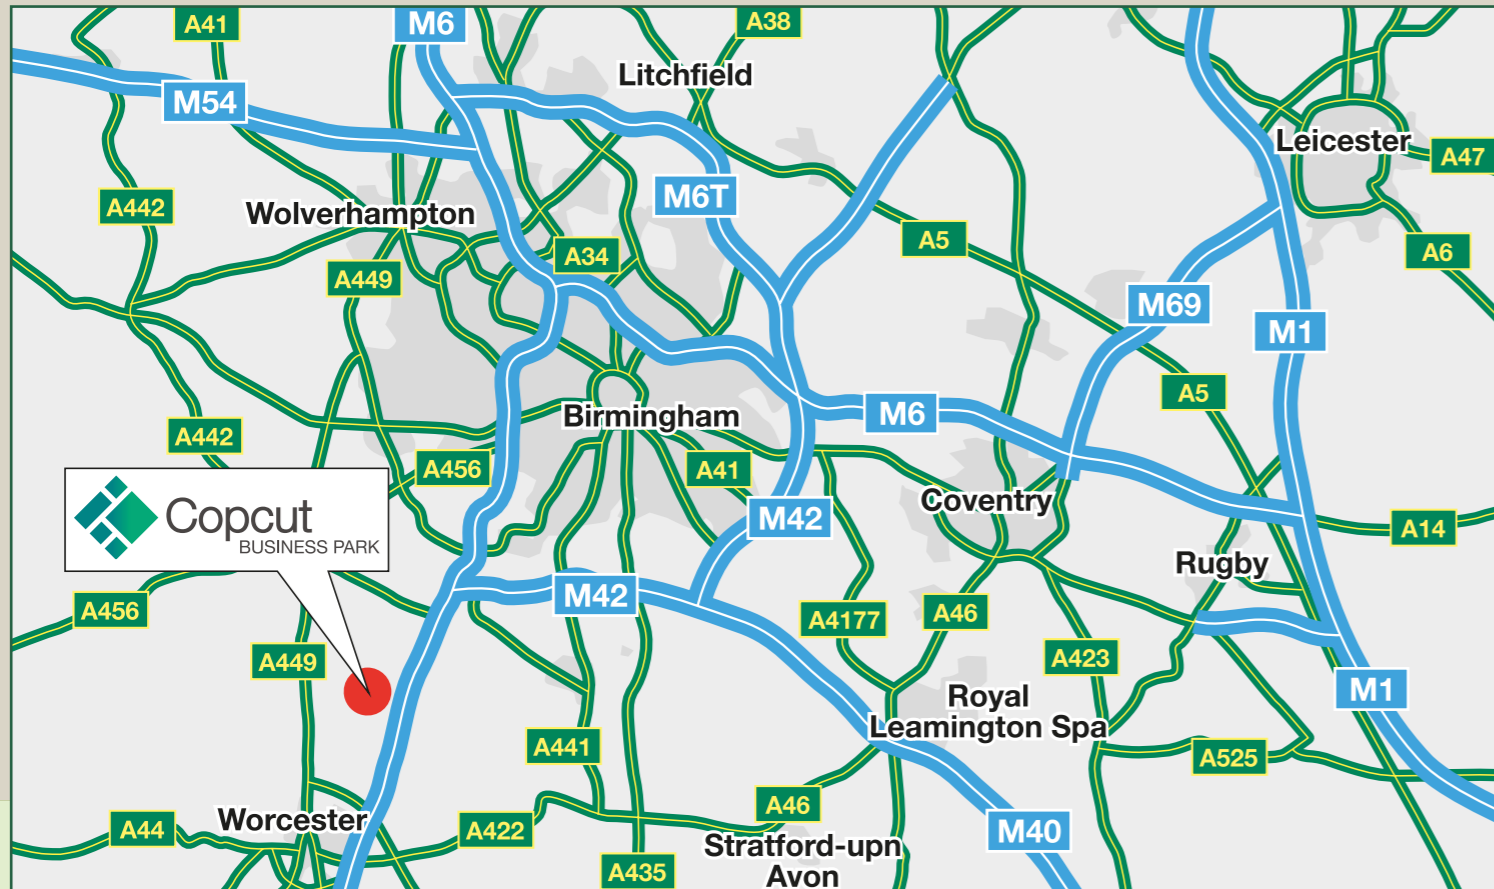 A41
M6
A38
Litchfield
M54
Leicester
A47
M6T
A442
Wolverhampton
A5
A34
A6
A449
M69
M1
A5
M6
Birmingham
A442
A456
A41
Coventry
Copcut
BUSINESS PARK
M42
A14
Rugby
M42
A456
A4177
A46
A449
A423
M1
Royal
Leamington Spa
A441
A525
A46
Worcester
A44
A422
M40
Stratford-upn
Avon
A435